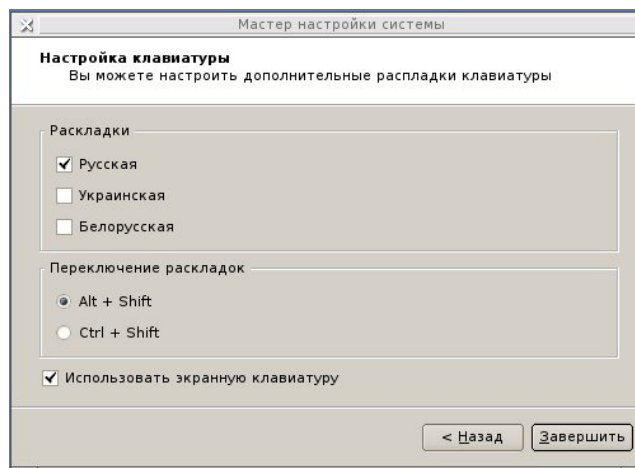 Мастер настройки системы
Настройка клавиатуры
Вы можете настроить дополнительные распладки клавиатуры
Раскладки
Русская
Украинская
Белорусская
Переключение раскладок
Alt + Shift
Ctrl + Shift
Использовать экранную клавиатуру
< Назад Завершить